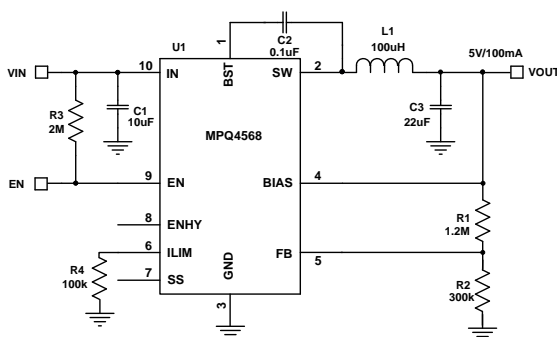 U1
1
C2
0.1uF
L1
100uH
5V/100mA
VIN
10
IN
BST
SW
2
VOUT
R3
2M
C1
10uF
C3
22uF
MPQ4568
EN
9
EN
BIAS
4
8
ENHY
R1
1.2M
6
ILIM
GND
FB
5
R4
100k
7
SS
R2
300k
3